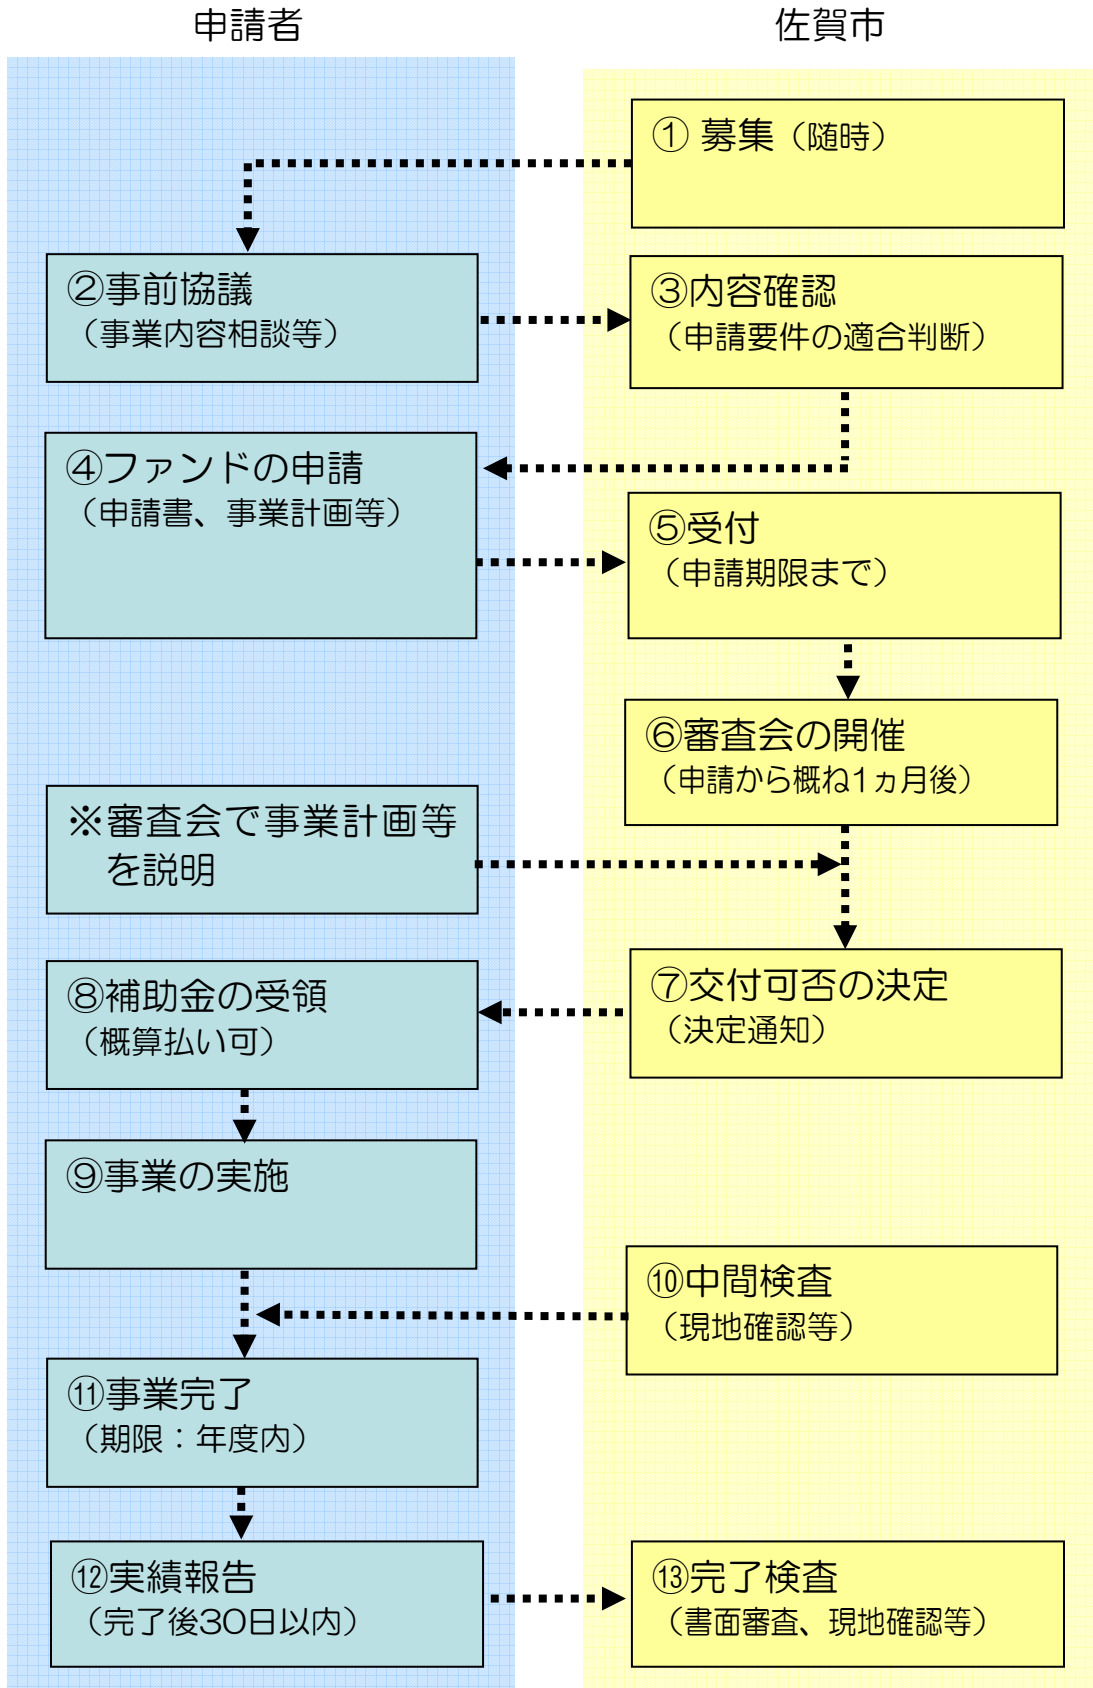 申請者
佐賀市
① 募集（随時）
②事前協議
（事業内容相談等）
③内容確認
（申請要件の適合判断）
④ファンドの申請
（申請書、事業計画等）
⑤受付
（申請期限まで）
⑥審査会の開催
（申請から概ね1ヵ月後）
※審査会で事業計画等
を説明
⑦交付可否の決定
（決定通知）
⑧補助金の受領
（概算払い可）
⑨事業の実施
⑩中間検査
（現地確認等）
⑪事業完了
（期限：年度内）
⑫実績報告
（完了後30日以内）
⑬完了検査
（書面審査、現地確認等）